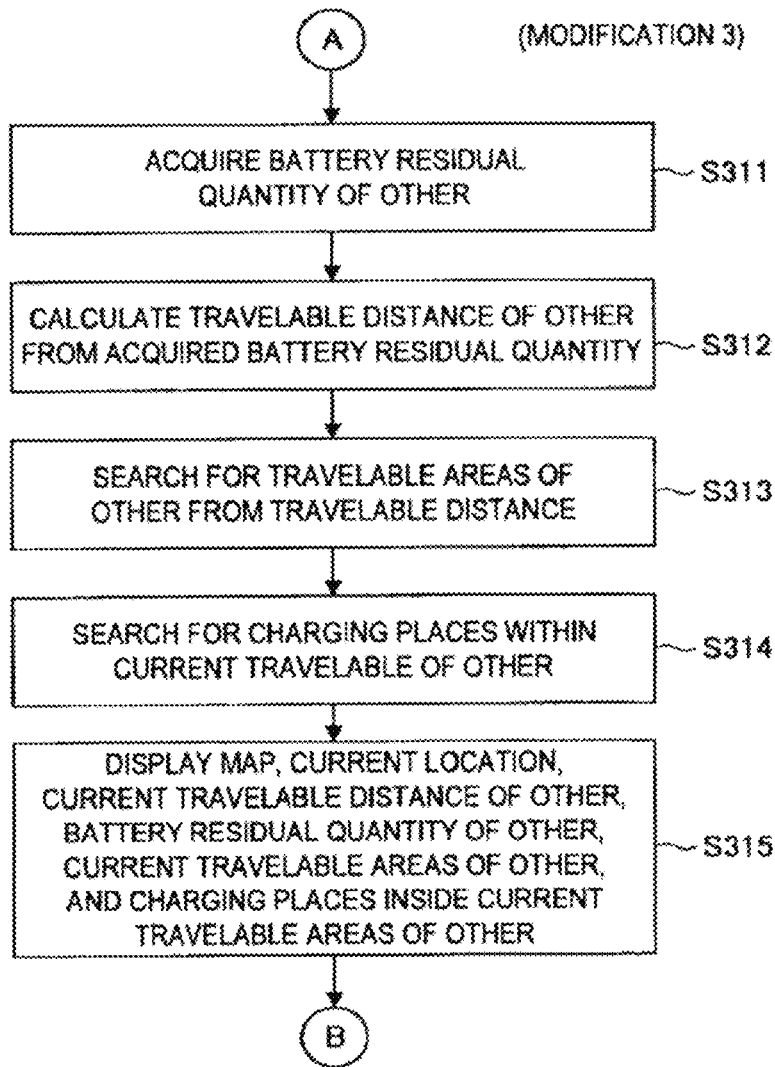 A
(MODIFICATION 3)
ACQUIRE BATTERY RESIDUAL
QUANTITY OF OTHER
S311
CALCULATE TRAVELABLE DISTANCE OF OTHER
FROM ACQUIRED BATTERY RESIDUAL QUANTITY
S312
SEARCH FOR TRAVELABLE AREAS OF
OTHER FROM TRAVELABLE DISTANCE
S313
SEARCH FOR CHARGING PLACES WITHIN
CURRENT TRAVELABLE OF OTHER
S314
DISPLAY MAP, CURRENT LOCATION,
CURRENT TRAVELABLE DISTANCE OF OTHER,
BATTERY RESIDUAL QUANTITY OF OTHER,
CURRENT TRAVELABLE AREAS OF OTHER,
AND CHARGING PLACES INSIDE CURRENT
TRAVELABLE AREAS OF OTHER
S315
B